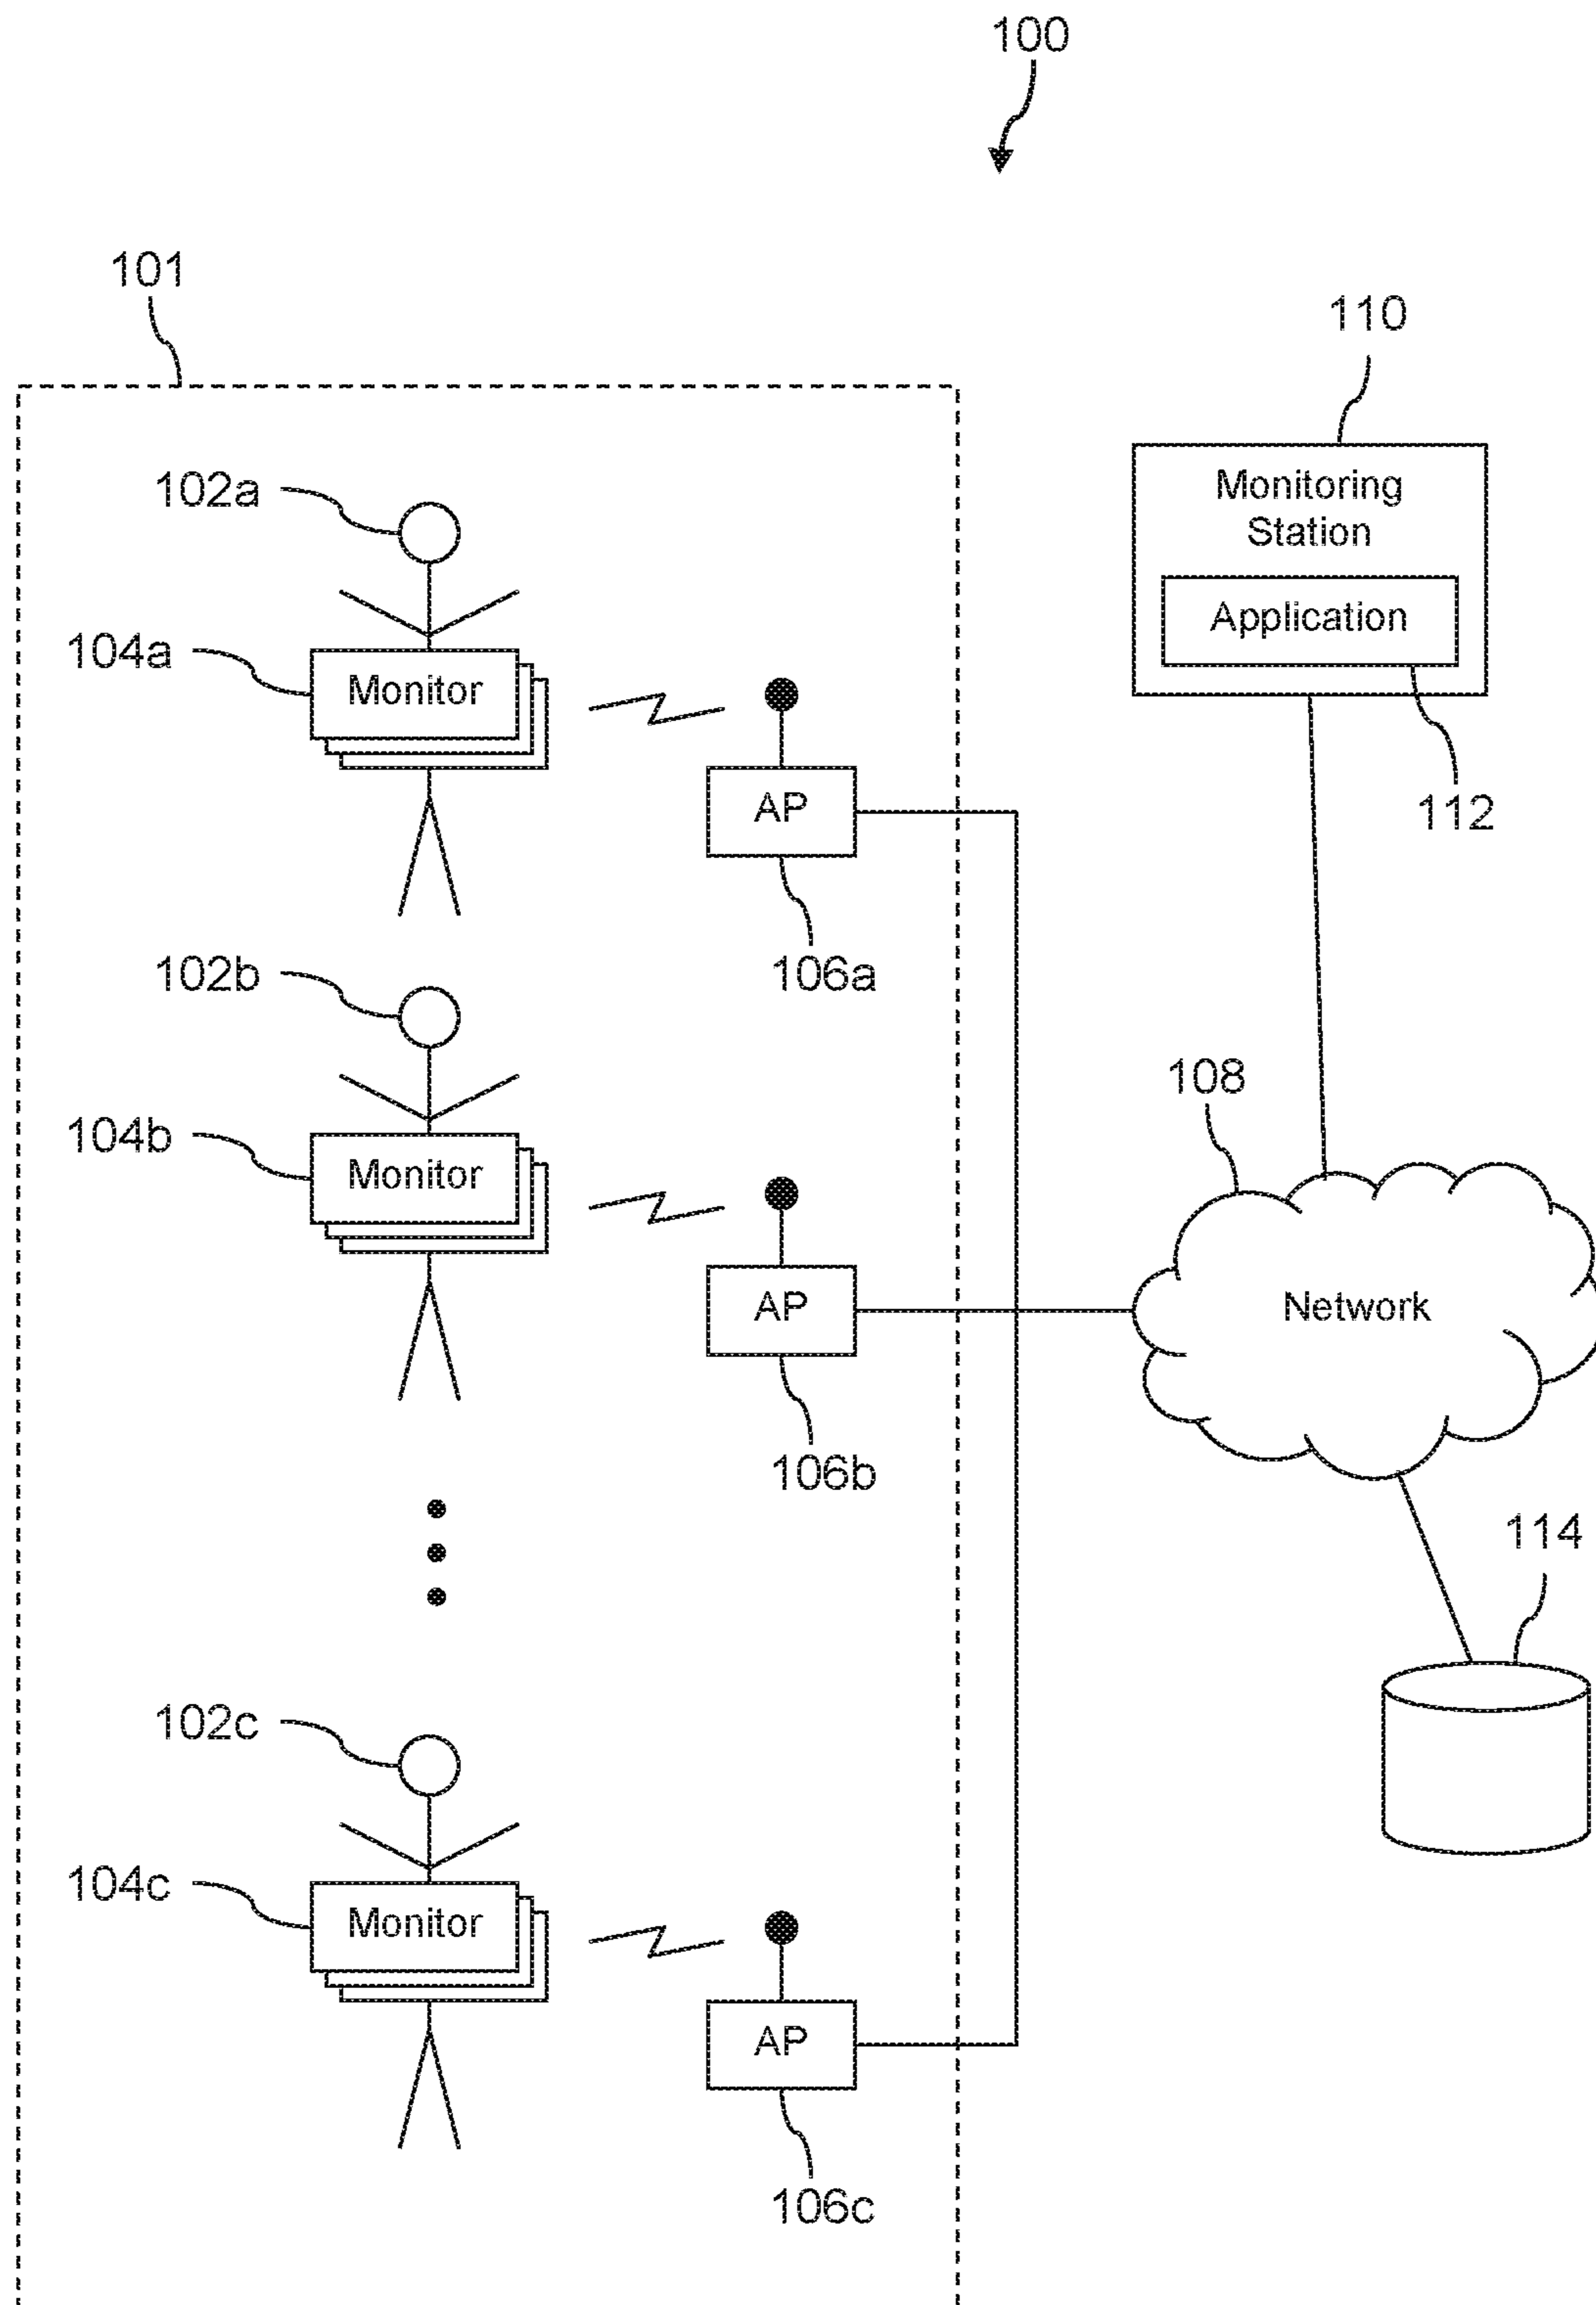 100
101
110
Monitoring
Station
Application
112
102a
104a
Monitor
AP
106a
102b
104b
Monitor
AP
106b
108
Network
114
102c
104c
Monitor
AP
106c